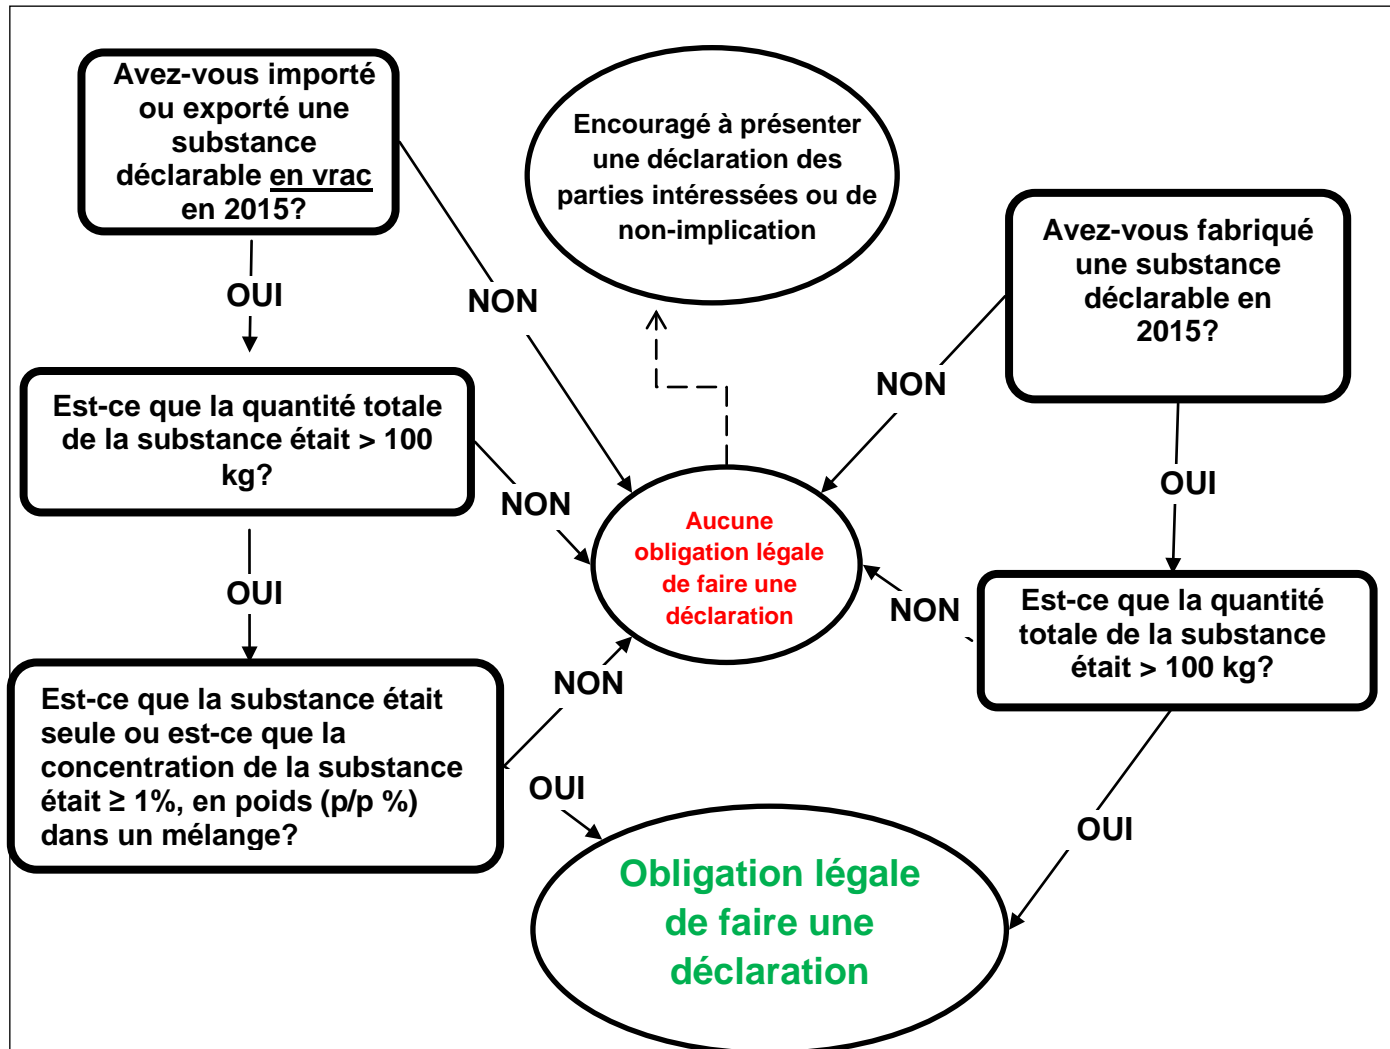 Avez-vous importé
ou exporté une
substance
déclarable en vrac
en 2015?
Encouragé à présenter
une déclaration des
parties intéressées ou de
non-implication
Avez-vous fabriqué
une substance
déclarable en
2015?
OUI
NON
NON
Est-ce que la quantité totale
de la substance était > 100
kg?
OUI
NON
Aucune
obligation légale
de faire une
déclaration
OUI
NON
Est-ce que la quantité
totale de la substance
était > 100 kg?
Est-ce que la substance était
seule ou est-ce que la
concentration de la substance
était ≥ 1%, en poids (p/p %)
dans un mélange?
NON
OUI
OUI
Obligation légale
de faire une
déclaration